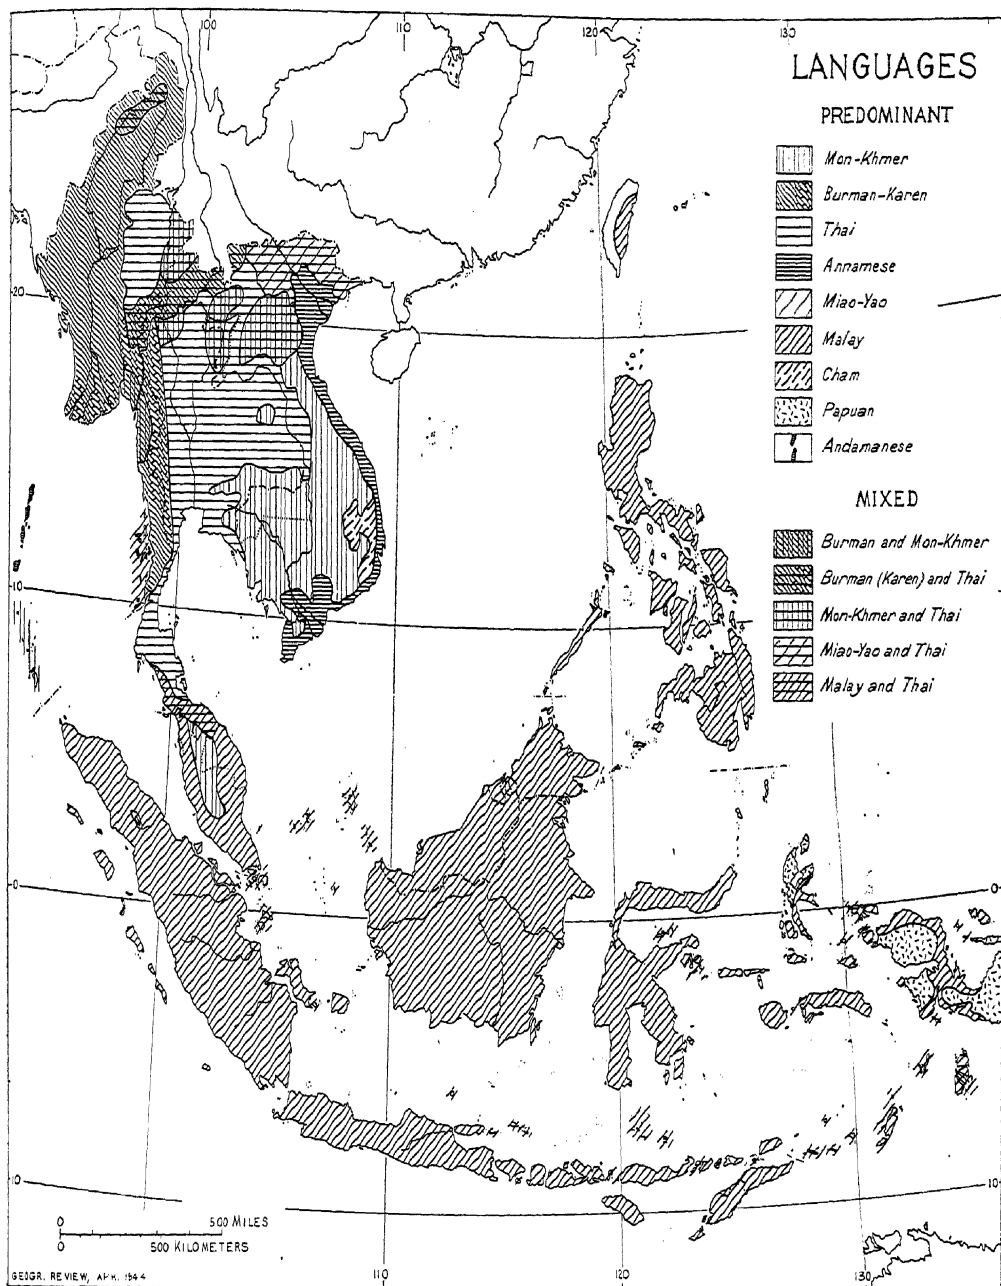 100
110
120
130
LANGUAGES
PREDOMINANT
Mon-Khmer
Burman-Karen
Thai
Annamese
Miao-Yao
Malay
Cham
Papuan
Andamanese
MIXED
Burman and Mon-Khmer
Burman (Karen) and Thai
Mon-Khmer and Thai
Miao-Yao and Thai
Malay and Thai
20
10
0
0
10
10
0 500 MILES
0 500 KILOMETERS
GEOGR. REVIEW, APR. 1944
110
120
130